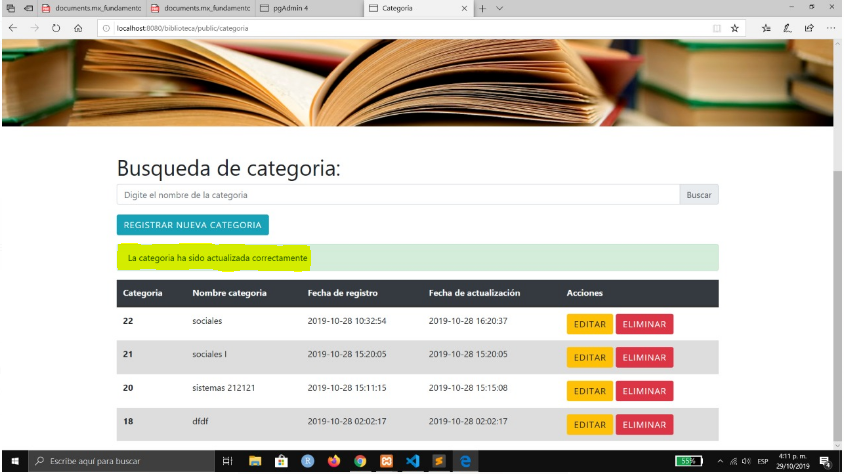 documents.mx_fundamento
documents.mx_fundamento
pgAdmin 4
Categoria
localhost:8080/biblioteca/public/categoria
Busqueda de categoria:
Digite el nombre de la categoria
Buscar
REGISTRAR NUEVA CATEGORIA
La categoria ha sido actualizada correctamente
Categoria Nombre categoria Fecha de registro Fecha de actualización Acciones
22 sociales 2019-10-28 10:32:54 2019-10-28 16:20:37 EDITAR ELIMINAR
21 sociales I 2019-10-28 15:20:05 2019-10-28 15:20:05 EDITAR ELIMINAR
20 sistemas 212121 2019-10-28 15:11:15 2019-10-28 15:15:08 EDITAR ELIMINAR
18 dfdf 2019-10-28 02:02:17 2019-10-28 02:02:17 EDITAR ELIMINAR
Escribe aquí para buscar
55%
ESP
4:11 p. m.
29/10/2019